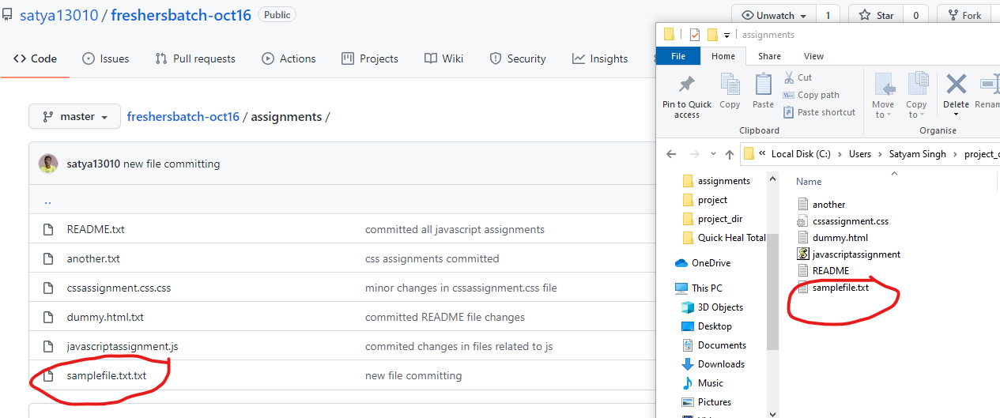 satya13010 / freshersbatch-oct16 Public
Unwatch 1 Star 0 Fork
Code Issues Pull requests Actions Projects Wiki Security Insights
master freshersbatch-oct16 / assignments /
satya13010 new file committing
..
README.txt committed all javascript assignments
another.txt css assignments committed
cssassignment.css.css minor changes in cssassignment.css file
dummy.html.txt committed README file changes
javascriptassignment.js commited changes in files related to js
samplefile.txt.txt new file committing
assignments
File Home Share View
Pin to Quick access
Copy
Paste
Cut
Copy path
Paste shortcut
Clipboard
Move to
Copy to
Delete
Renam
Organise
« Local Disk (C:) Users Satyam Singh project_
assignments
project
project_dir
Quick Heal Total
OneDrive
This PC
3D Objects
Desktop
Documents
Downloads
Music
Pictures
Name
another
cssassignment.css
dummy.html
javascriptassignment
README
samplefile.txt